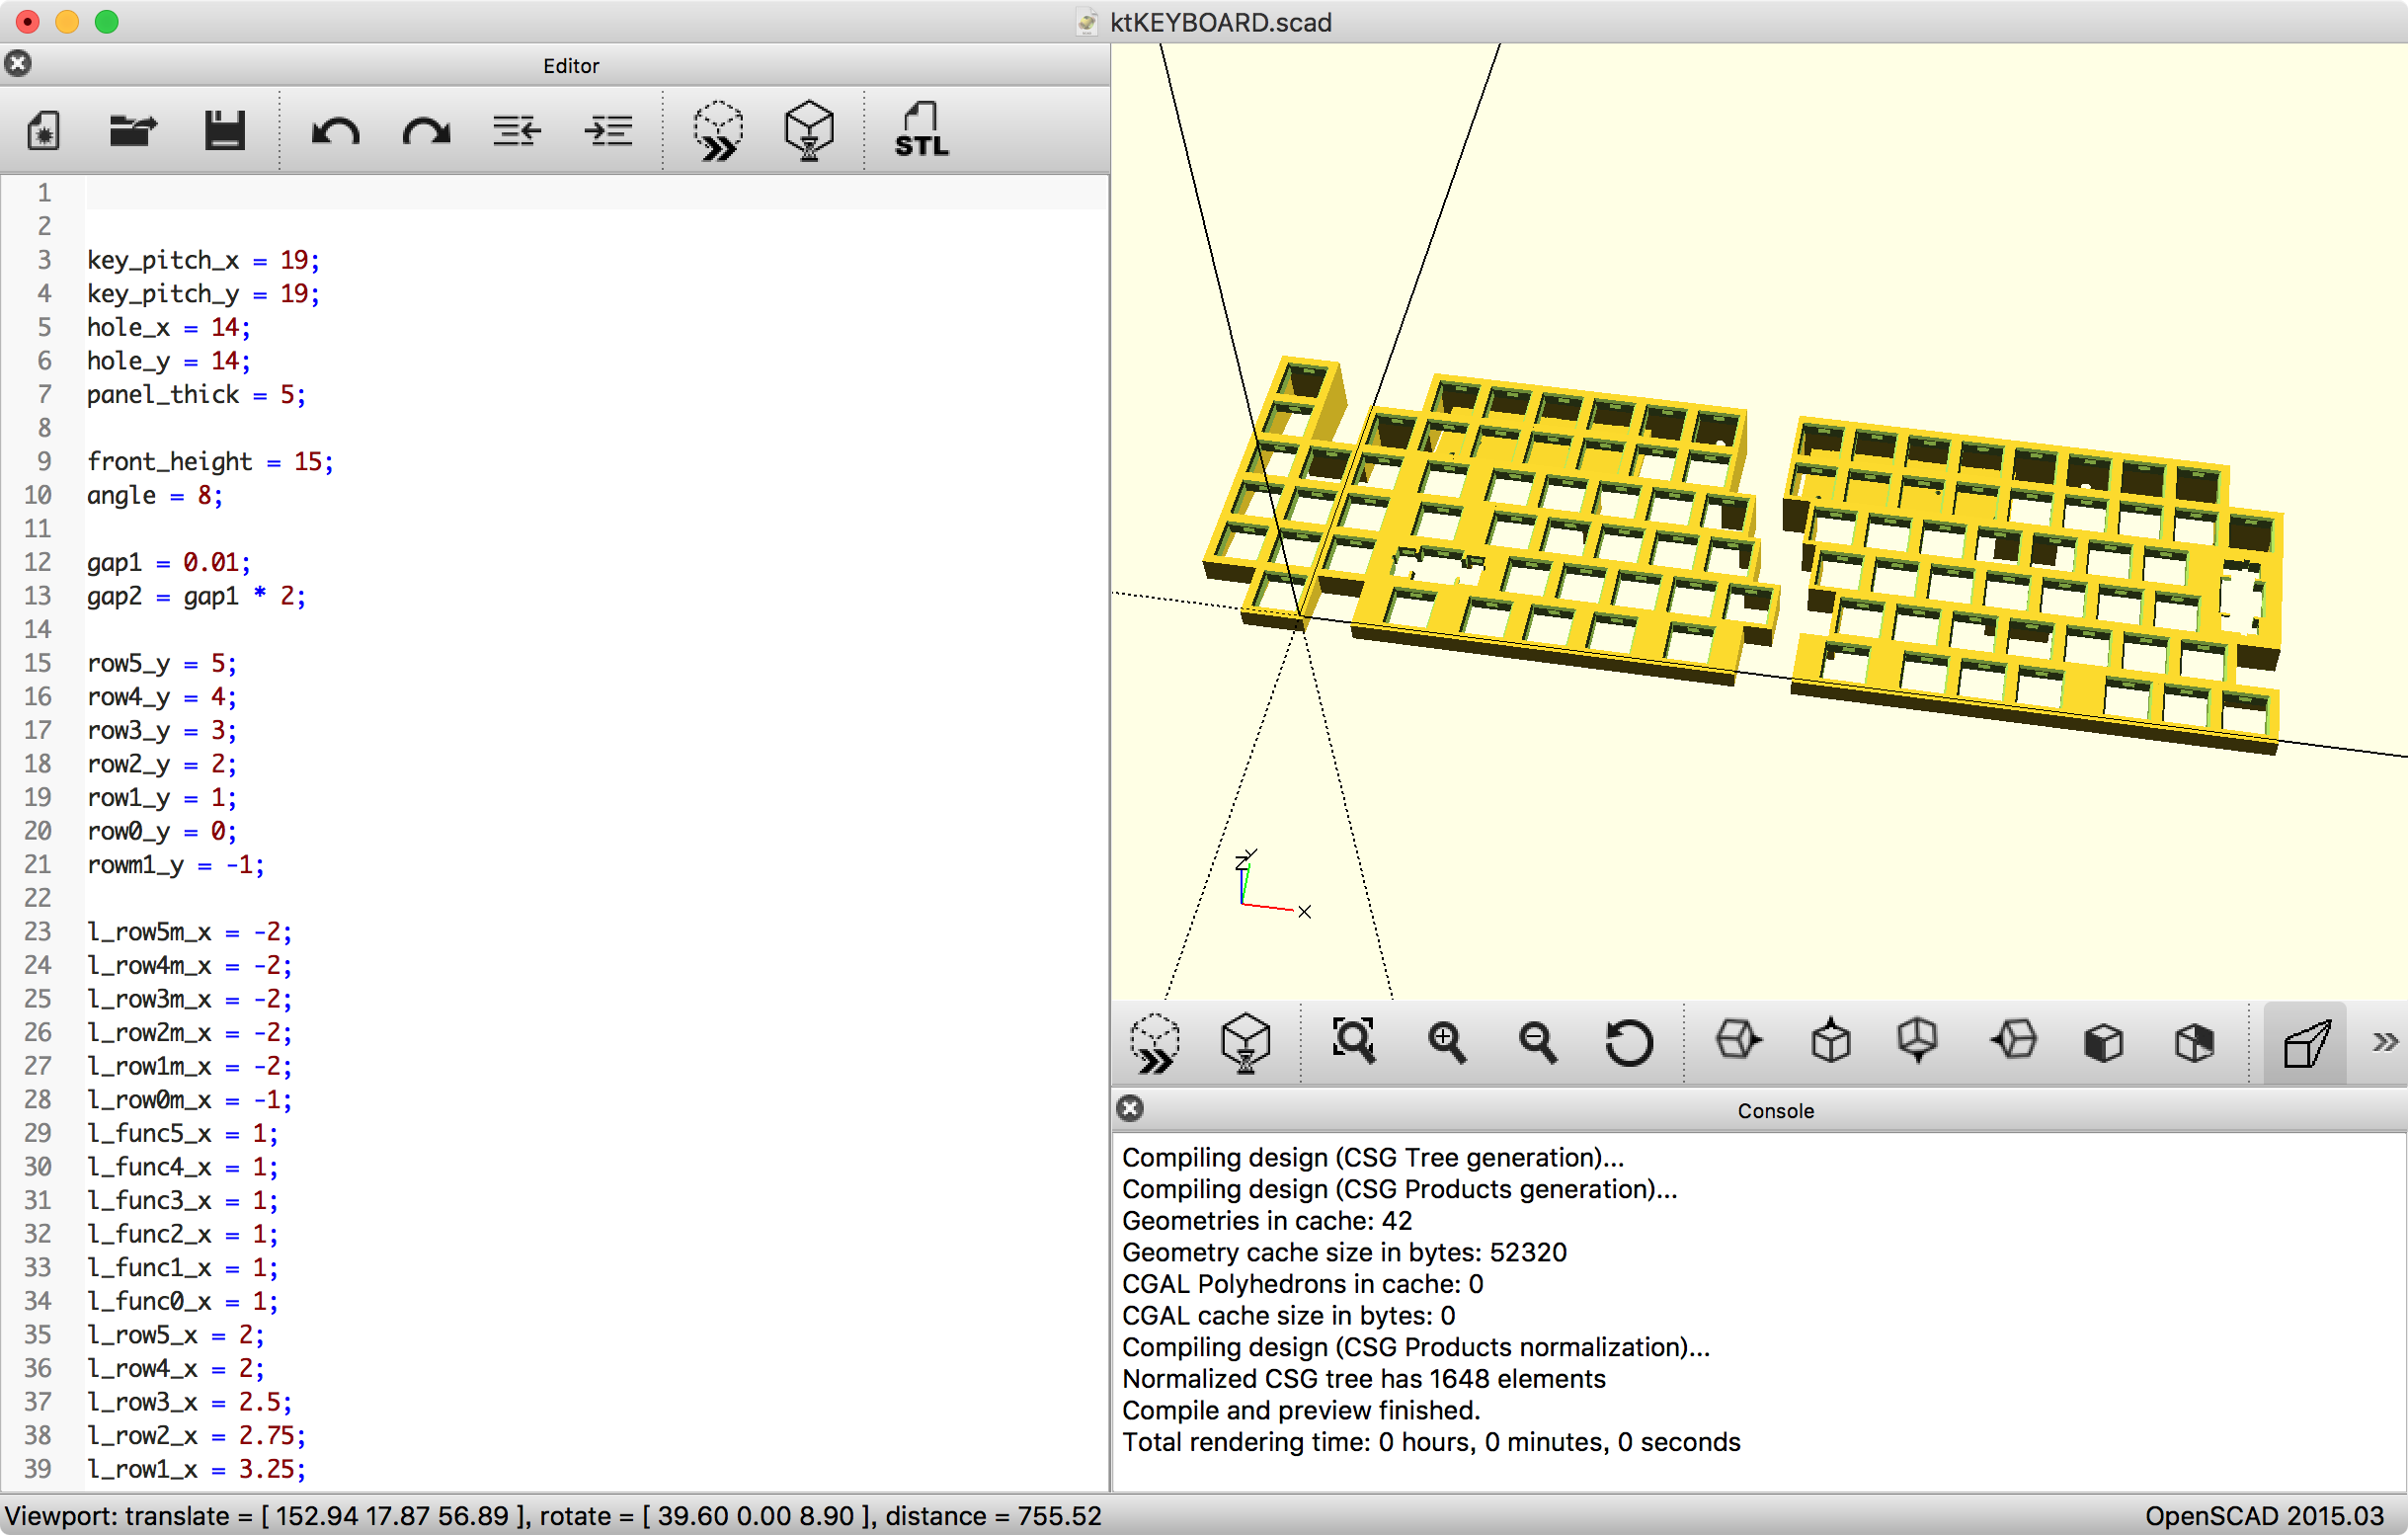 ktKEYBOARD.scad
Editor
STL
1
2
3 key_pitch_x = 19;
4 key_pitch_y = 19;
5 hole_x = 14;
6 hole_y = 14;
7 panel_thick = 5;
8
9 front_height = 15;
10 angle = 8;
11
12 gap1 = 0.01;
13 gap2 = gap1 * 2;
14
15 row5_y = 5;
16 row4_y = 4;
17 row3_y = 3;
18 row2_y = 2;
19 row1_y = 1;
20 row0_y = 0;
21 rowm1_y = -1;
22
23 l_row5m_x = -2;
24 l_row4m_x = -2;
25 l_row3m_x = -2;
26 l_row2m_x = -2;
27 l_row1m_x = -2;
28 l_row0m_x = -1;
29 l_func5_x = 1;
30 l_func4_x = 1;
31 l_func3_x = 1;
32 l_func2_x = 1;
33 l_func1_x = 1;
34 l_func0_x = 1;
35 l_row5_x = 2;
36 l_row4_x = 2;
37 l_row3_x = 2.5;
38 l_row2_x = 2.75;
39 l_row1_x = 3.25;
Z Y
X
Console
Compiling design (CSG Tree generation)...
Compiling design (CSG Products generation)...
Geometries in cache: 42
Geometry cache size in bytes: 52320
CGAL Polyhedrons in cache: 0
CGAL cache size in bytes: 0
Compiling design (CSG Products normalization)...
Normalized CSG tree has 1648 elements
Compile and preview finished.
Total rendering time: 0 hours, 0 minutes, 0 seconds
Viewport: translate = [ 152.94 17.87 56.89 ], rotate = [ 39.60 0.00 8.90 ], distance = 755.52
OpenSCAD 2015.03